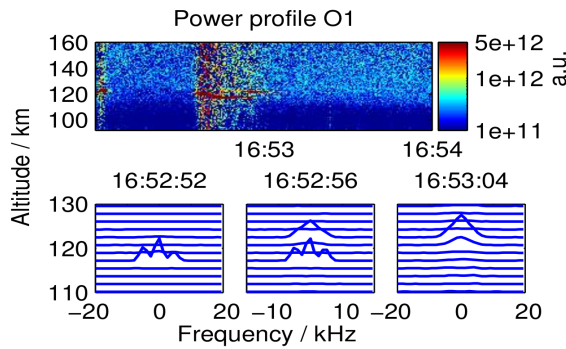 Power profile O1
160
140
120
100
5e+12
1e+12
1e+11
a.u.
16:53
16:54
Altitude / km
16:52:52
16:52:56
16:53:04
130
120
110
−20 0 20
−10 10
0 20
Frequency / kHz